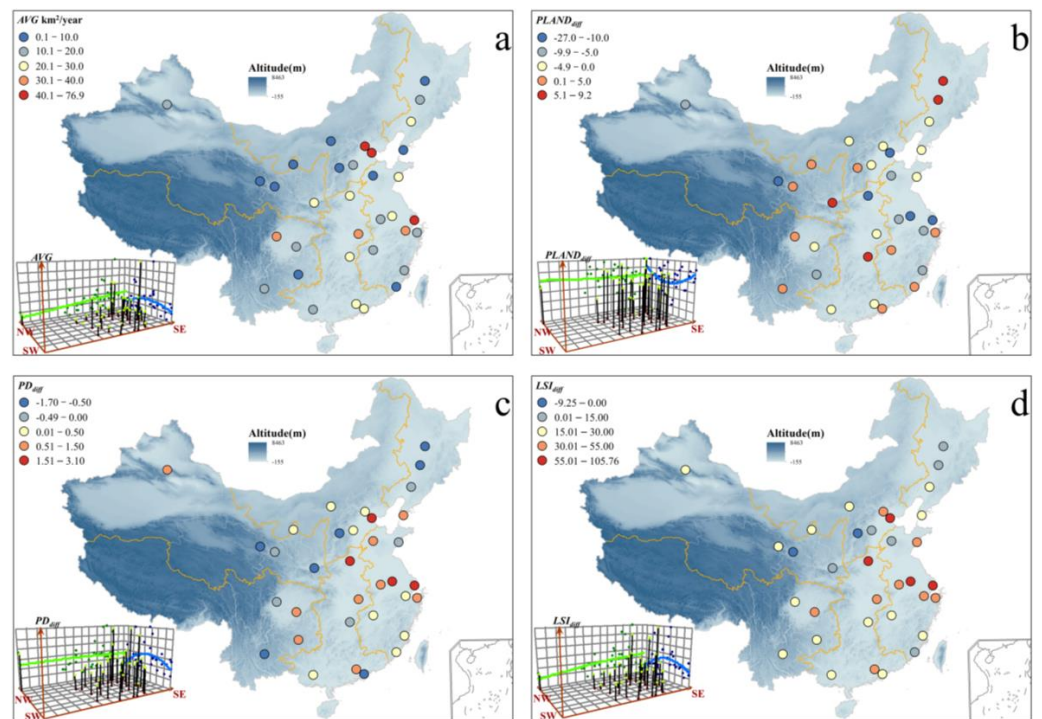 AVG km²/year
0.1 − 10.0
10.1 − 20.0
20.1 − 30.0
30.1 − 40.0
40.1 − 76.9
Altitude(m)
8463
-155
a
AVG
NW
SW
SE
PLANDdiff
-27.0 − -10.0
-9.9 − -5.0
-4.9 − 0.0
0.1 − 5.0
5.1 − 9.2
Altitude(m)
8463
-155
b
PLANDdiff
NW
SW
SE
PDdiff
-1.70 − -0.50
-0.49 − 0.00
0.01 − 0.50
0.51 − 1.50
1.51 − 3.10
Altitude(m)
8463
-155
c
PDdiff
NW
SW
SE
LSIdiff
-9.25 − 0.00
0.01 − 15.00
15.01 − 30.00
30.01 − 55.00
55.01 − 105.76
Altitude(m)
8463
-155
d
LSIdiff
NW
SW
SE